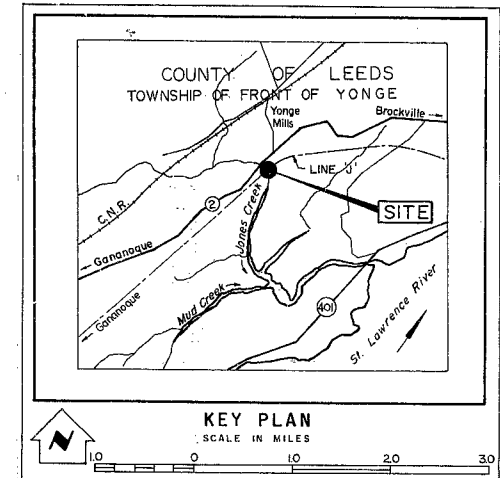 COUNTY OF LEEDS
TOWNSHIP OF FRONT OF YONGE
Yonge
Mills
Brockville
LINE 'J'
C.N.R.
2
SITE
Gananoque
Jones Creek
Gananoque
Mud Creek
401
St. Lawrence River
KEY PLAN
SCALE IN MILES
N
1.0 0 1.0 2.0 3.0